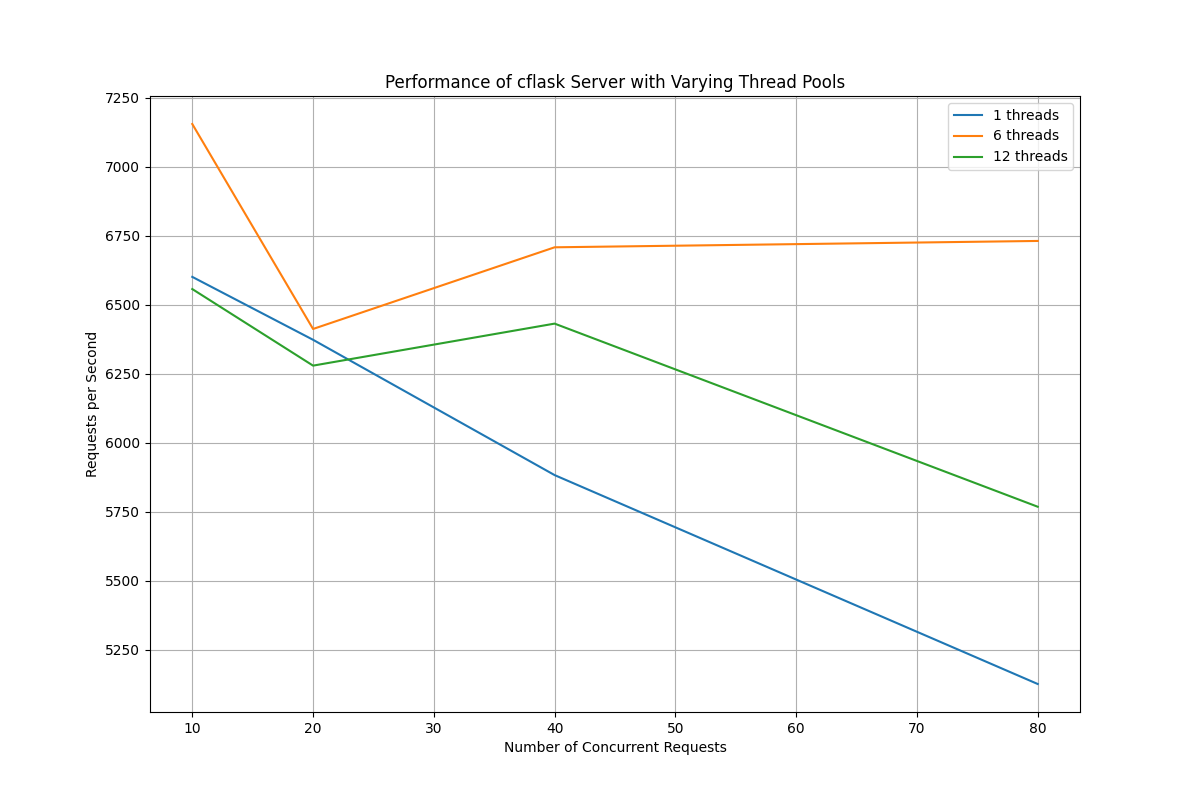 Performance of cflask Server with Varying Thread Pools
7250
7000
6750
6500
6250
6000
5750
5500
5250
Requests per Second
1 threads
6 threads
12 threads
10 20 30 40 50 60 70 80
Number of Concurrent Requests